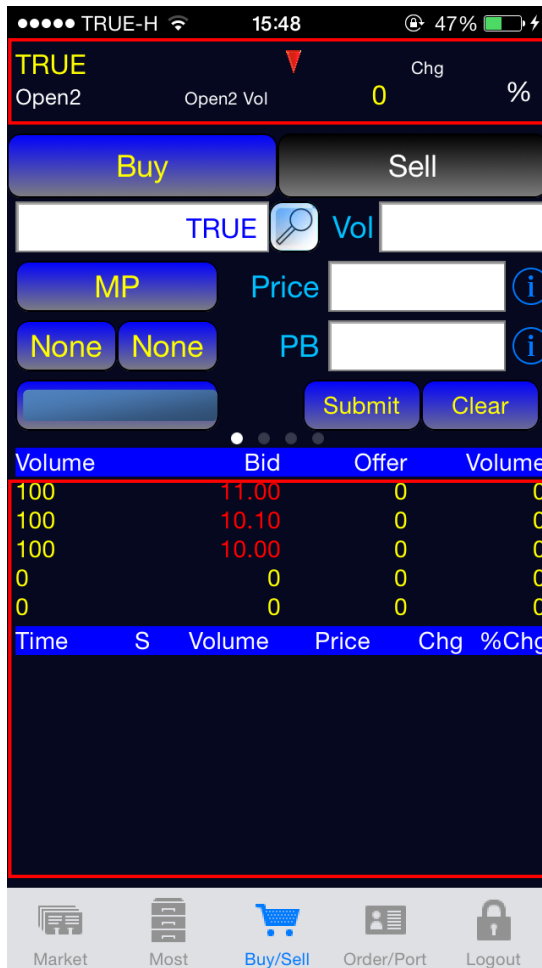 TRUE-H 15:48 47%
TRUE Chg
Open2 Open2 Vol 0 %
Buy Sell
TRUE Vol
MP Price i
None None PB i
Submit Clear
Volume Bid Offer Volume
100 11.00 0 0
100 10.10 0 0
100 10.00 0 0
0 0 0 0
0 0 0 0
Time S Volume Price Chg %Chg
Market Most Buy/Sell Order/Port Logout